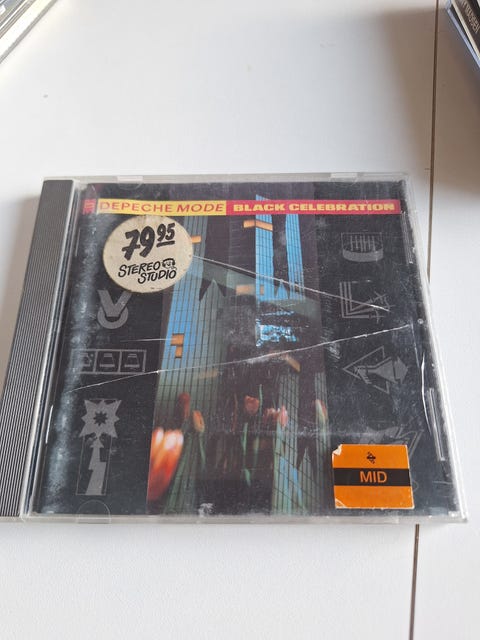 DEPECHE MODE BLACK CELEBRATION
79 95
STEREO
STUDIO
MID